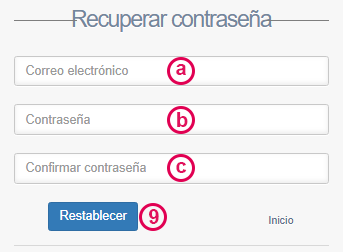 Recuperar contraseña
Correo electrónico a
Contraseña b
Confirmar contraseña c
Restablecer 9 Inicio